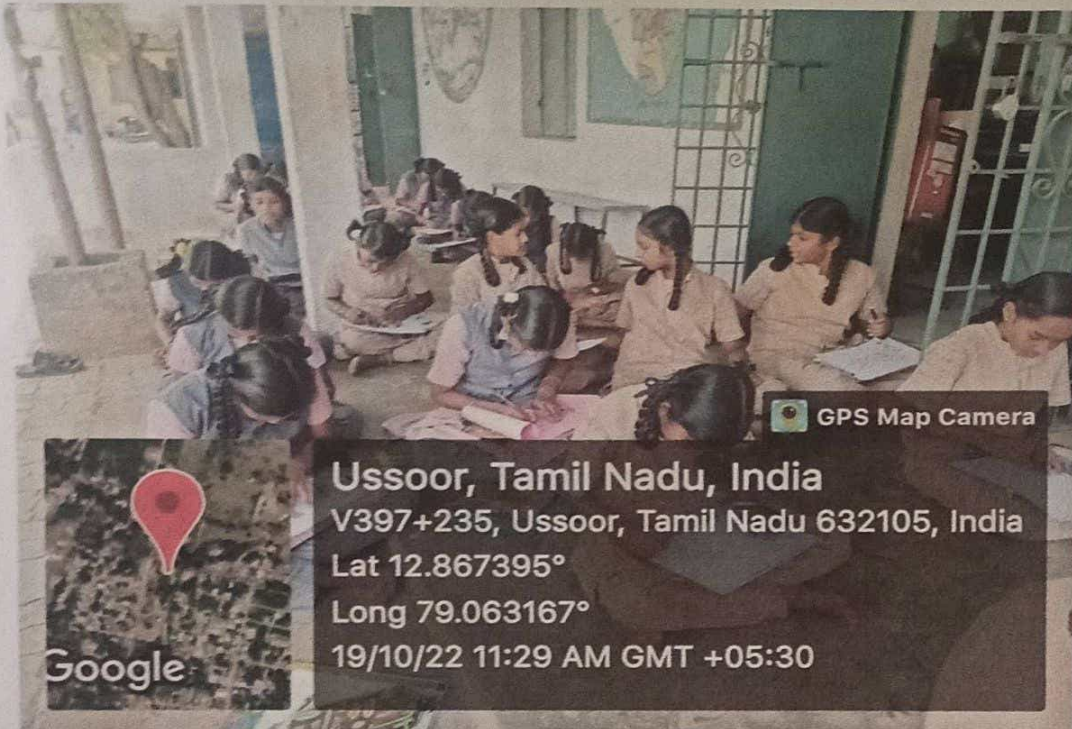 GPS Map Camera
Ussoor, Tamil Nadu, India
V397+235, Ussoor, Tamil Nadu 632105, India
Lat 12.867395°
Long 79.063167°
19/10/22 11:29 AM GMT +05:30
Google